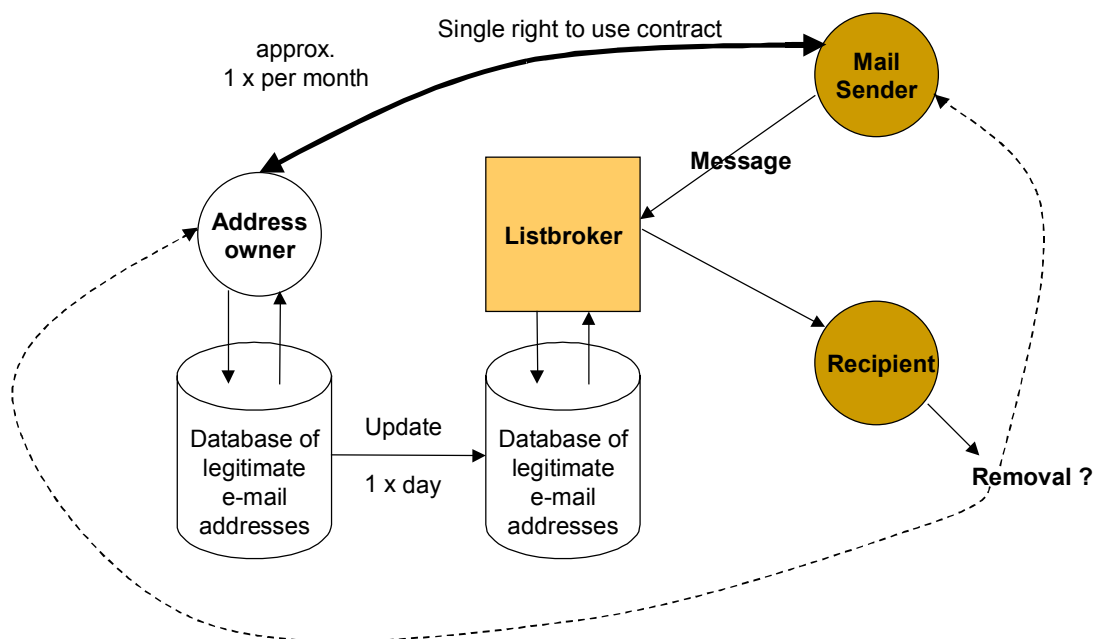 Single right to use contract
approx.
1 x per month
Mail
Sender
Message
Address
owner
Listbroker
Recipient
Database of
legitimate
e-mail
addresses
Update
1 x day
Database of
legitimate
e-mail
addresses
Removal ?